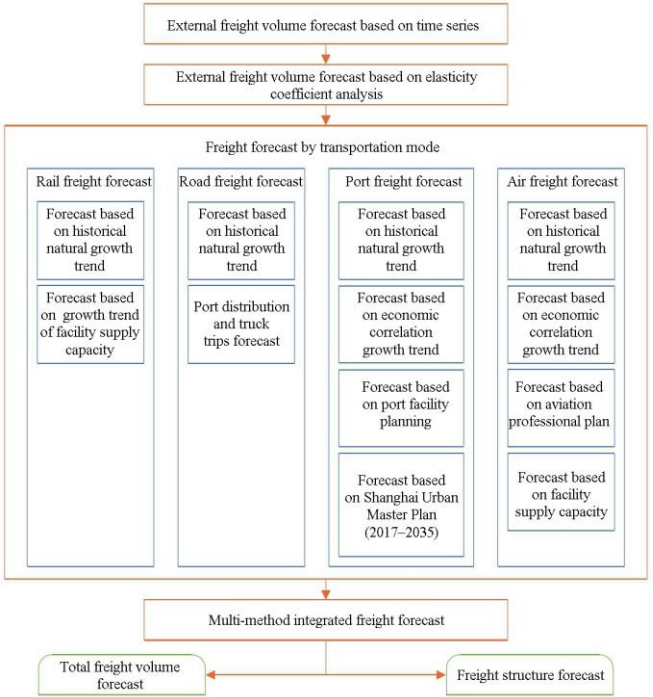 External freight volume forecast based on time series
External freight volume forecast based on elasticity
coefficient analysis
Freight forecast by transportation mode
Rail freight forecast
Forecast based
on historical
natural growth
trend
Forecast based
on growth trend
of facility supply
capacity
Road freight forecast
Forecast based
on historical
natural growth
trend
Port distribution
and truck
trips forecast
Port freight forecast
Forecast based
on historical
natural growth
trend
Forecast based
on economic
correlation
growth trend
Forecast based
on port facility
planning
Forecast based
on Shanghai Urban
Master Plan
(2017–2035)
Air freight forecast
Forecast based
on historical
natural growth
trend
Forecast based
on economic
correlation
growth trend
Forecast based
on aviation
professional plan
Forecast based
on facility
supply capacity
Multi-method integrated freight forecast
Total freight volume
forecast
Freight structure forecast